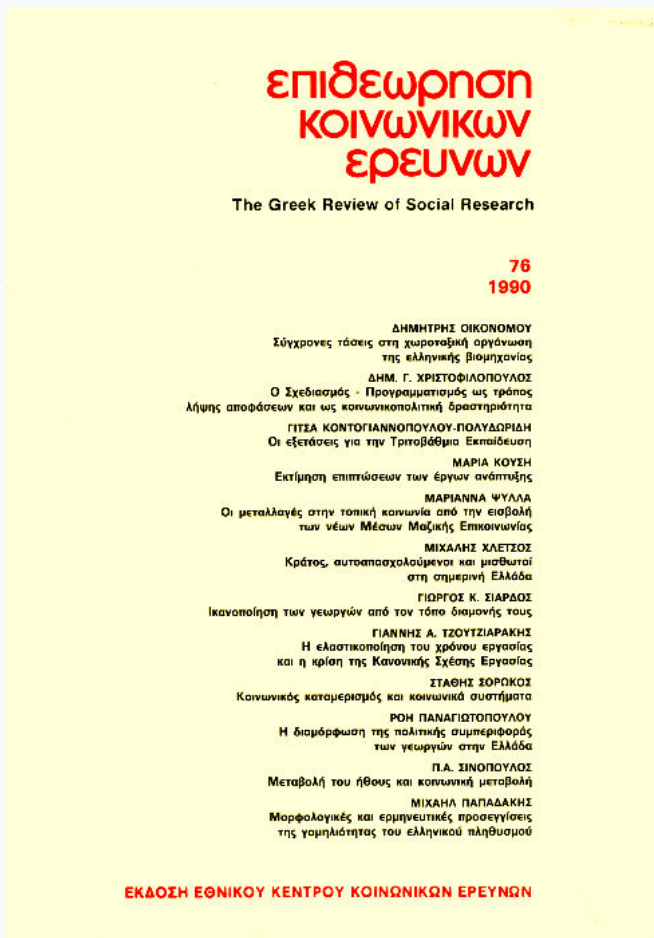 επιθεωρηση
κοινωνικων
ερευνων
The Greek Review of Social Research
76
1990
ΔΗΜΗΤΡΗΣ ΟΙΚΟΝΟΜΟΥ
Σύγχρονες τάσεις στη χωροταξική οργάνωση
της ελληνικής βιομηχανίας
ΔΗΜ. Γ. ΧΡΙΣΤΟΦΙΛΟΠΟΥΛΟΣ
Ο Σχεδιασμός - Προγραμματισμός ως τρόπος
λήψης αποφάσεων και ως κοινωνικοπολιτική δραστηριότητα
ΓΙΤΣΑ ΚΟΝΤΟΓΙΑΝΝΟΠΟΥΛΟΥ-ΠΟΛΥΔΩΡΙΔΗ
Οι εξετάσεις για την Τριτοβάθμια Εκπαίδευση
ΜΑΡΙΑ ΚΟΥΣΗ
Εκτίμηση επιπτώσεων των έργων ανάπτυξης
ΜΑΡΙΑΝΝΑ ΨΥΛΛΑ
Οι μεταλλαγές στην τοπική κοινωνία από την εισβολή
των νέων Μέσων Μαζικής Επικοινωνίας
ΜΙΧΑΛΗΣ ΧΛΕΤΣΟΣ
Κράτος, αυτοαπασχολούμενοι και μισθωτοί
στη σημερινή Ελλάδα
ΓΙΩΡΓΟΣ Κ. ΣΙΑΡΔΟΣ
Ικανοποίηση των γεωργών από τον τόπο διαμονής τους
ΓΙΑΝΝΗΣ Α. ΤΖΟΥΤΖΙΑΡΑΚΗΣ
Η ελαστικοποίηση του χρόνου εργασίας
και η κρίση της Κανονικής Σχέσης Εργασίας
ΣΤΑΘΗΣ ΣΟΡΩΚΟΣ
Κοινωνικός καταμερισμός και κοινωνικά συστήματα
ΡΟΗ ΠΑΝΑΓΙΩΤΟΠΟΥΛΟΥ
Η διαμόρφωση της πολιτικής συμπεριφοράς
των γεωργών στην Ελλάδα
Π.Α. ΣΙΝΟΠΟΥΛΟΣ
Μεταβολή του ήθους και κοινωνική μεταβολή
ΜΙΧΑΗΛ ΠΑΠΑΔΑΚΗΣ
Μορφολογικές και ερμηνευτικές προσεγγίσεις
της γαμηλιότητας του ελληνικού πληθυσμού
ΕΚΔΟΣΗ ΕΘΝΙΚΟΥ ΚΕΝΤΡΟΥ ΚΟΙΝΩΝΙΚΩΝ ΕΡΕΥΝΩΝ